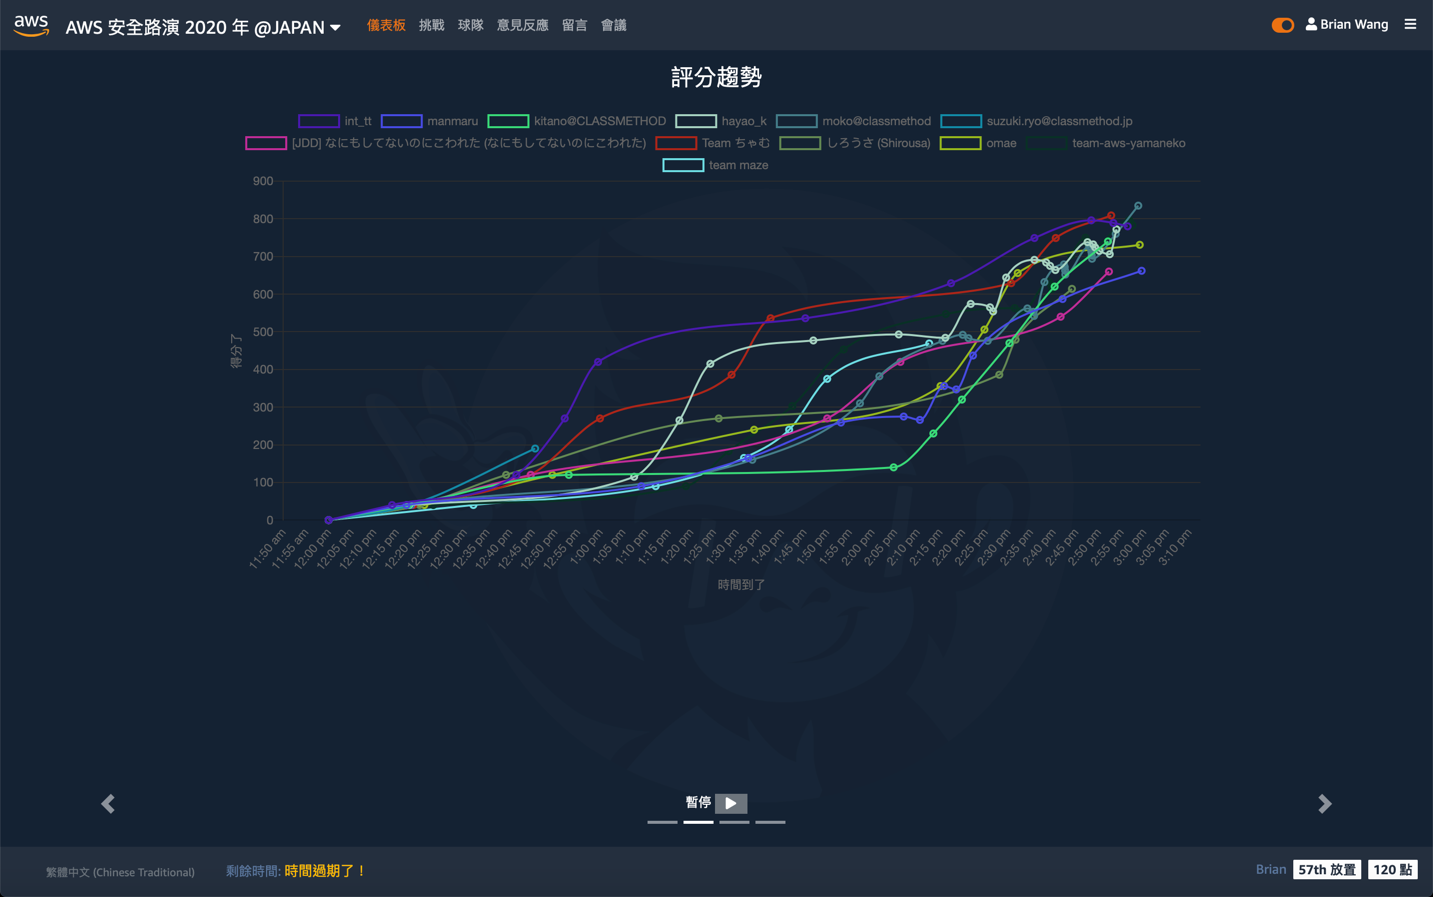 aws AWS 安全路演 2020 年 @JAPAN 儀表板 挑戰 球隊 意見反應 留言 會議 Brian Wang
評分趨勢
int_tt manmaru kitano@CLASSMETHOD hayao_k moko@classmethod suzuki.ryo@classmethod.jp
[JDD] なにもしてないのにこわれた (なにもしてないのにこわれた) Team ちゃむ しろうさ (Shirousa) omae team-aws-yamaneko
team maze
900
800
700
600
500
400
300
200
100
0
得分了
11:50 am 11:55 am 12:00 pm 12:05 pm 12:10 pm 12:15 pm 12:20 pm 12:25 pm 12:30 pm 12:35 pm 12:40 pm 12:45 pm 12:50 pm 12:55 pm 1:00 pm 1:05 pm 1:10 pm 1:15 pm 1:20 pm 1:25 pm 1:30 pm 1:35 pm 1:40 pm 1:45 pm 1:50 pm 1:55 pm 2:00 pm 2:05 pm 2:10 pm 2:15 pm 2:20 pm 2:25 pm 2:30 pm 2:35 pm 2:40 pm 2:45 pm 2:50 pm 2:55 pm 3:00 pm 3:05 pm 3:10 pm
時間到了
暫停
繁體中文 (Chinese Traditional) 剩餘時間: 時間過期了！ Brian 57th 放置 120 點